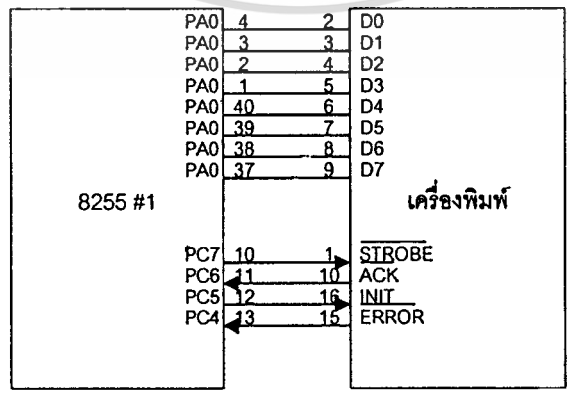 PA0 4 2 D0
PA0 3 3 D1
PA0 2 4 D2
PA0 1 5 D3
PA0 40 6 D4
PA0 39 7 D5
PA0 38 8 D6
PA0 37 9 D7
8255 #1 เครื่องพิมพ์
PC7 10 1 STROBE
PC6 11 10 ACK
PC5 12 16 INIT
PC4 13 15 ERROR